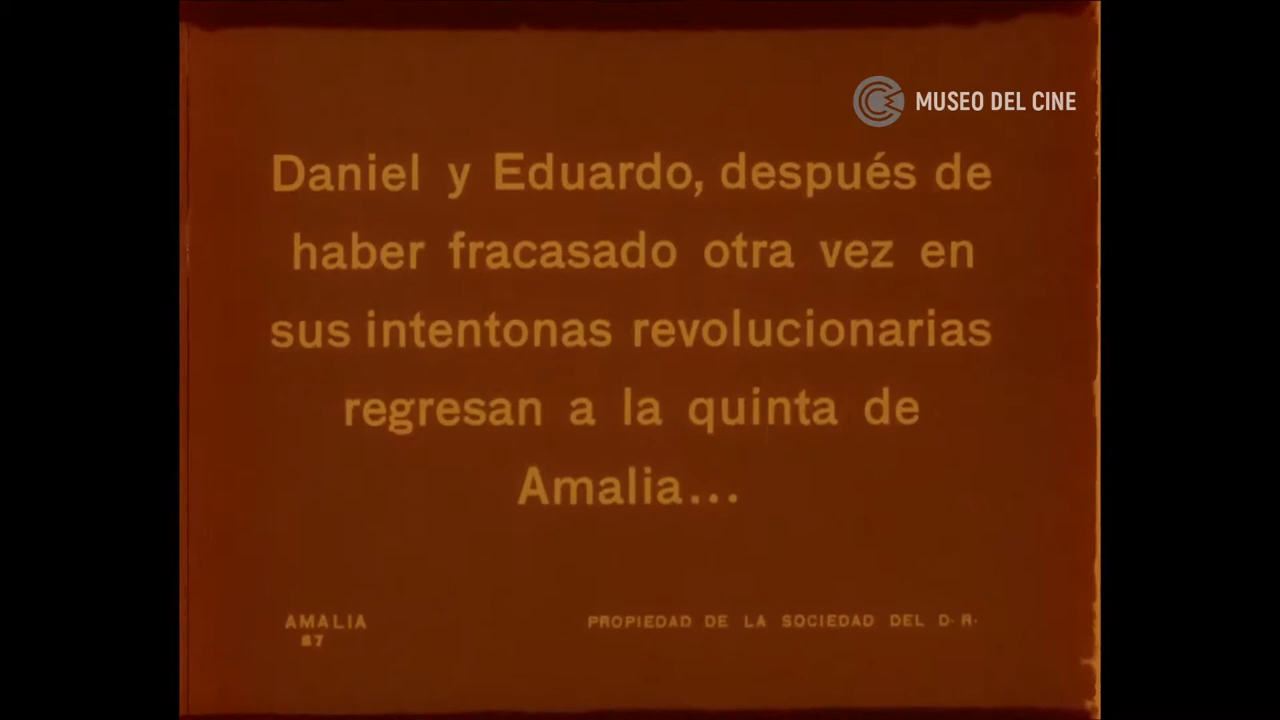 MUSEO DEL CINE
Daniel y Eduardo, después de
haber fracasado otra vez en
sus intentonas revolucionarias
regresan a la quinta de
Amalia...
AMALIA
67
PROPIEDAD DE LA SOCIEDAD DEL D. R.